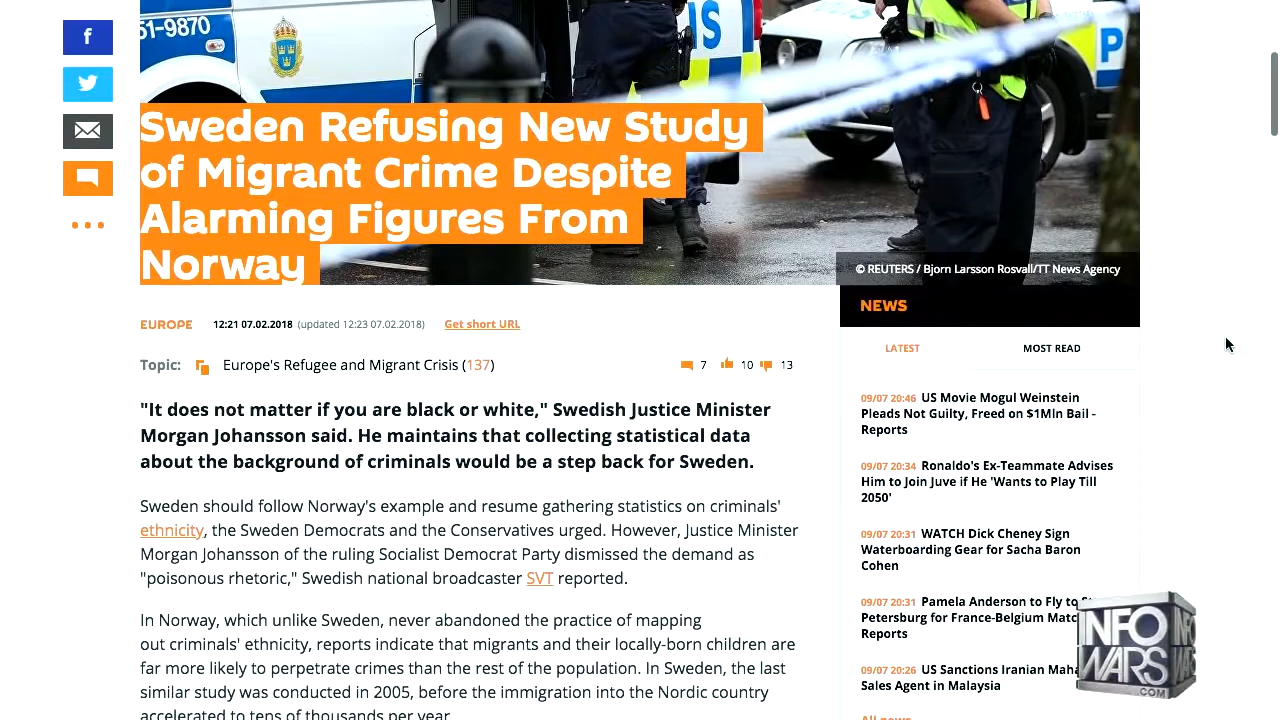 51-9870
IS
P
f
Sweden Refusing New Study
of Migrant Crime Despite
Alarming Figures From
Norway
© REUTERS / Bjorn Larsson Rosvall/TT News Agency
EUROPE 12:21 07.02.2018 (updated 12:23 07.02.2018) Get short URL
Topic: Europe's Refugee and Migrant Crisis (137) 7 10 13
"It does not matter if you are black or white," Swedish Justice Minister
Morgan Johansson said. He maintains that collecting statistical data
about the background of criminals would be a step back for Sweden.
Sweden should follow Norway's example and resume gathering statistics on criminals'
ethnicity, the Sweden Democrats and the Conservatives urged. However, Justice Minister
Morgan Johansson of the ruling Socialist Democrat Party dismissed the demand as
"poisonous rhetoric," Swedish national broadcaster SVT reported.
In Norway, which unlike Sweden, never abandoned the practice of mapping
out criminals' ethnicity, reports indicate that migrants and their locally-born children are
far more likely to perpetrate crimes than the rest of the population. In Sweden, the last
similar study was conducted in 2005, before the immigration into the Nordic country
accelerated to tens of thousands per year.
NEWS
LATEST MOST READ
09/07 20:46 US Movie Mogul Weinstein
Pleads Not Guilty, Freed on $1Mln Bail -
Reports
09/07 20:34 Ronaldo's Ex-Teammate Advises
Him to Join Juve if He 'Wants to Play Till
2050'
09/07 20:31 WATCH Dick Cheney Sign
Waterboarding Gear for Sacha Baron
Cohen
09/07 20:31 Pamela Anderson to Fly to
Petersburg for France-Belgium
Reports
09/07 20:26 US Sanctions Iranian
Sales Agent in Malaysia
All news
INFO
WARS
.COM